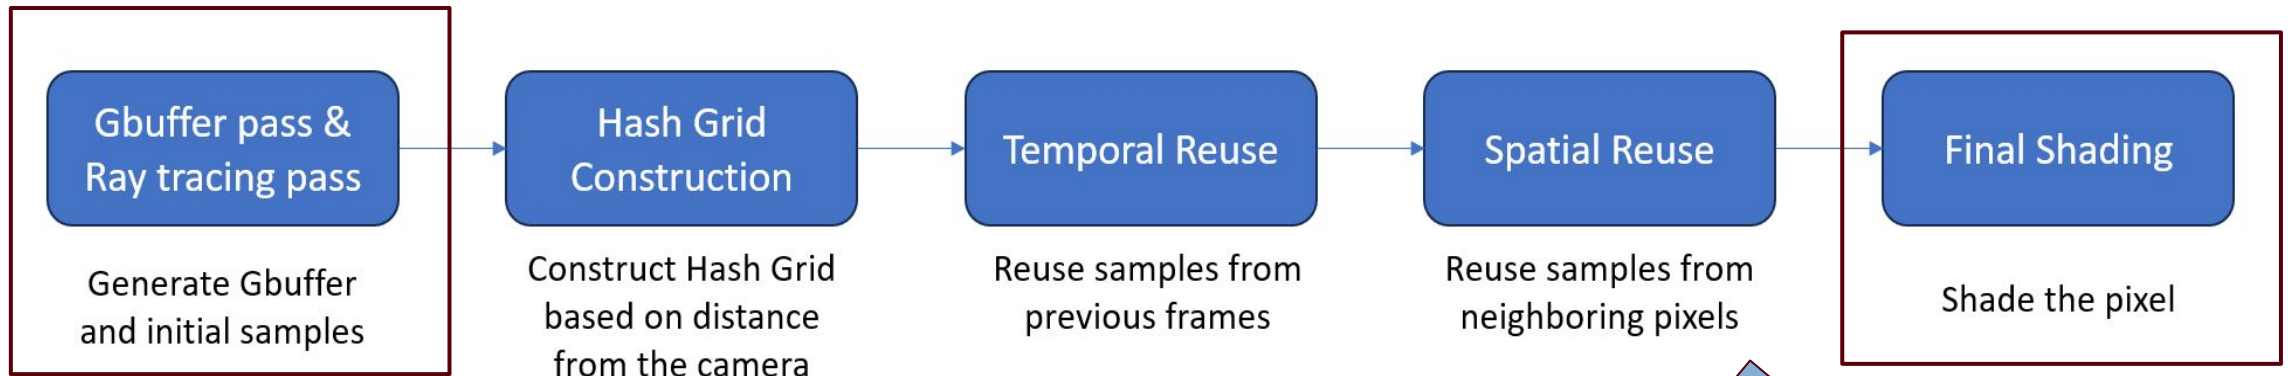 Gbuffer pass &
Ray tracing pass
Generate Gbuffer
and initial samples
Hash Grid
Construction
Construct Hash Grid
based on distance
from the camera
Temporal Reuse
Reuse samples from
previous frames
Spatial Reuse
Reuse samples from
neighboring pixels
Final Shading
Shade the pixel